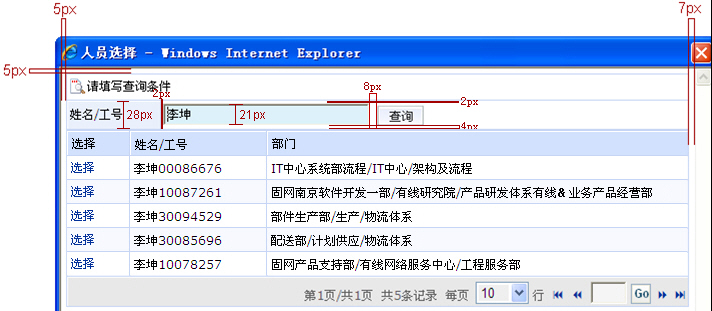 5px 7px
人员选择 - Windows Internet Explorer
5px
请填写查询条件
8px
2px 2px
姓名/工号 28px 李坤 21px 查询
4px
选择 姓名/工号 部门
选择 李坤00086676 IT中心系统部流程/IT中心/架构及流程
选择 李坤10087261 固网南京软件开发一部/有线研究院/产品研发体系有线&业务产品经营部
选择 李坤30094529 部件生产部/生产/物流体系
选择 李坤30085696 配送部/计划供应/物流体系
选择 李坤10078257 固网产品支持部/有线网络服务中心/工程服务部
第1页/共1页 共5条记录 每页 10 行 Go